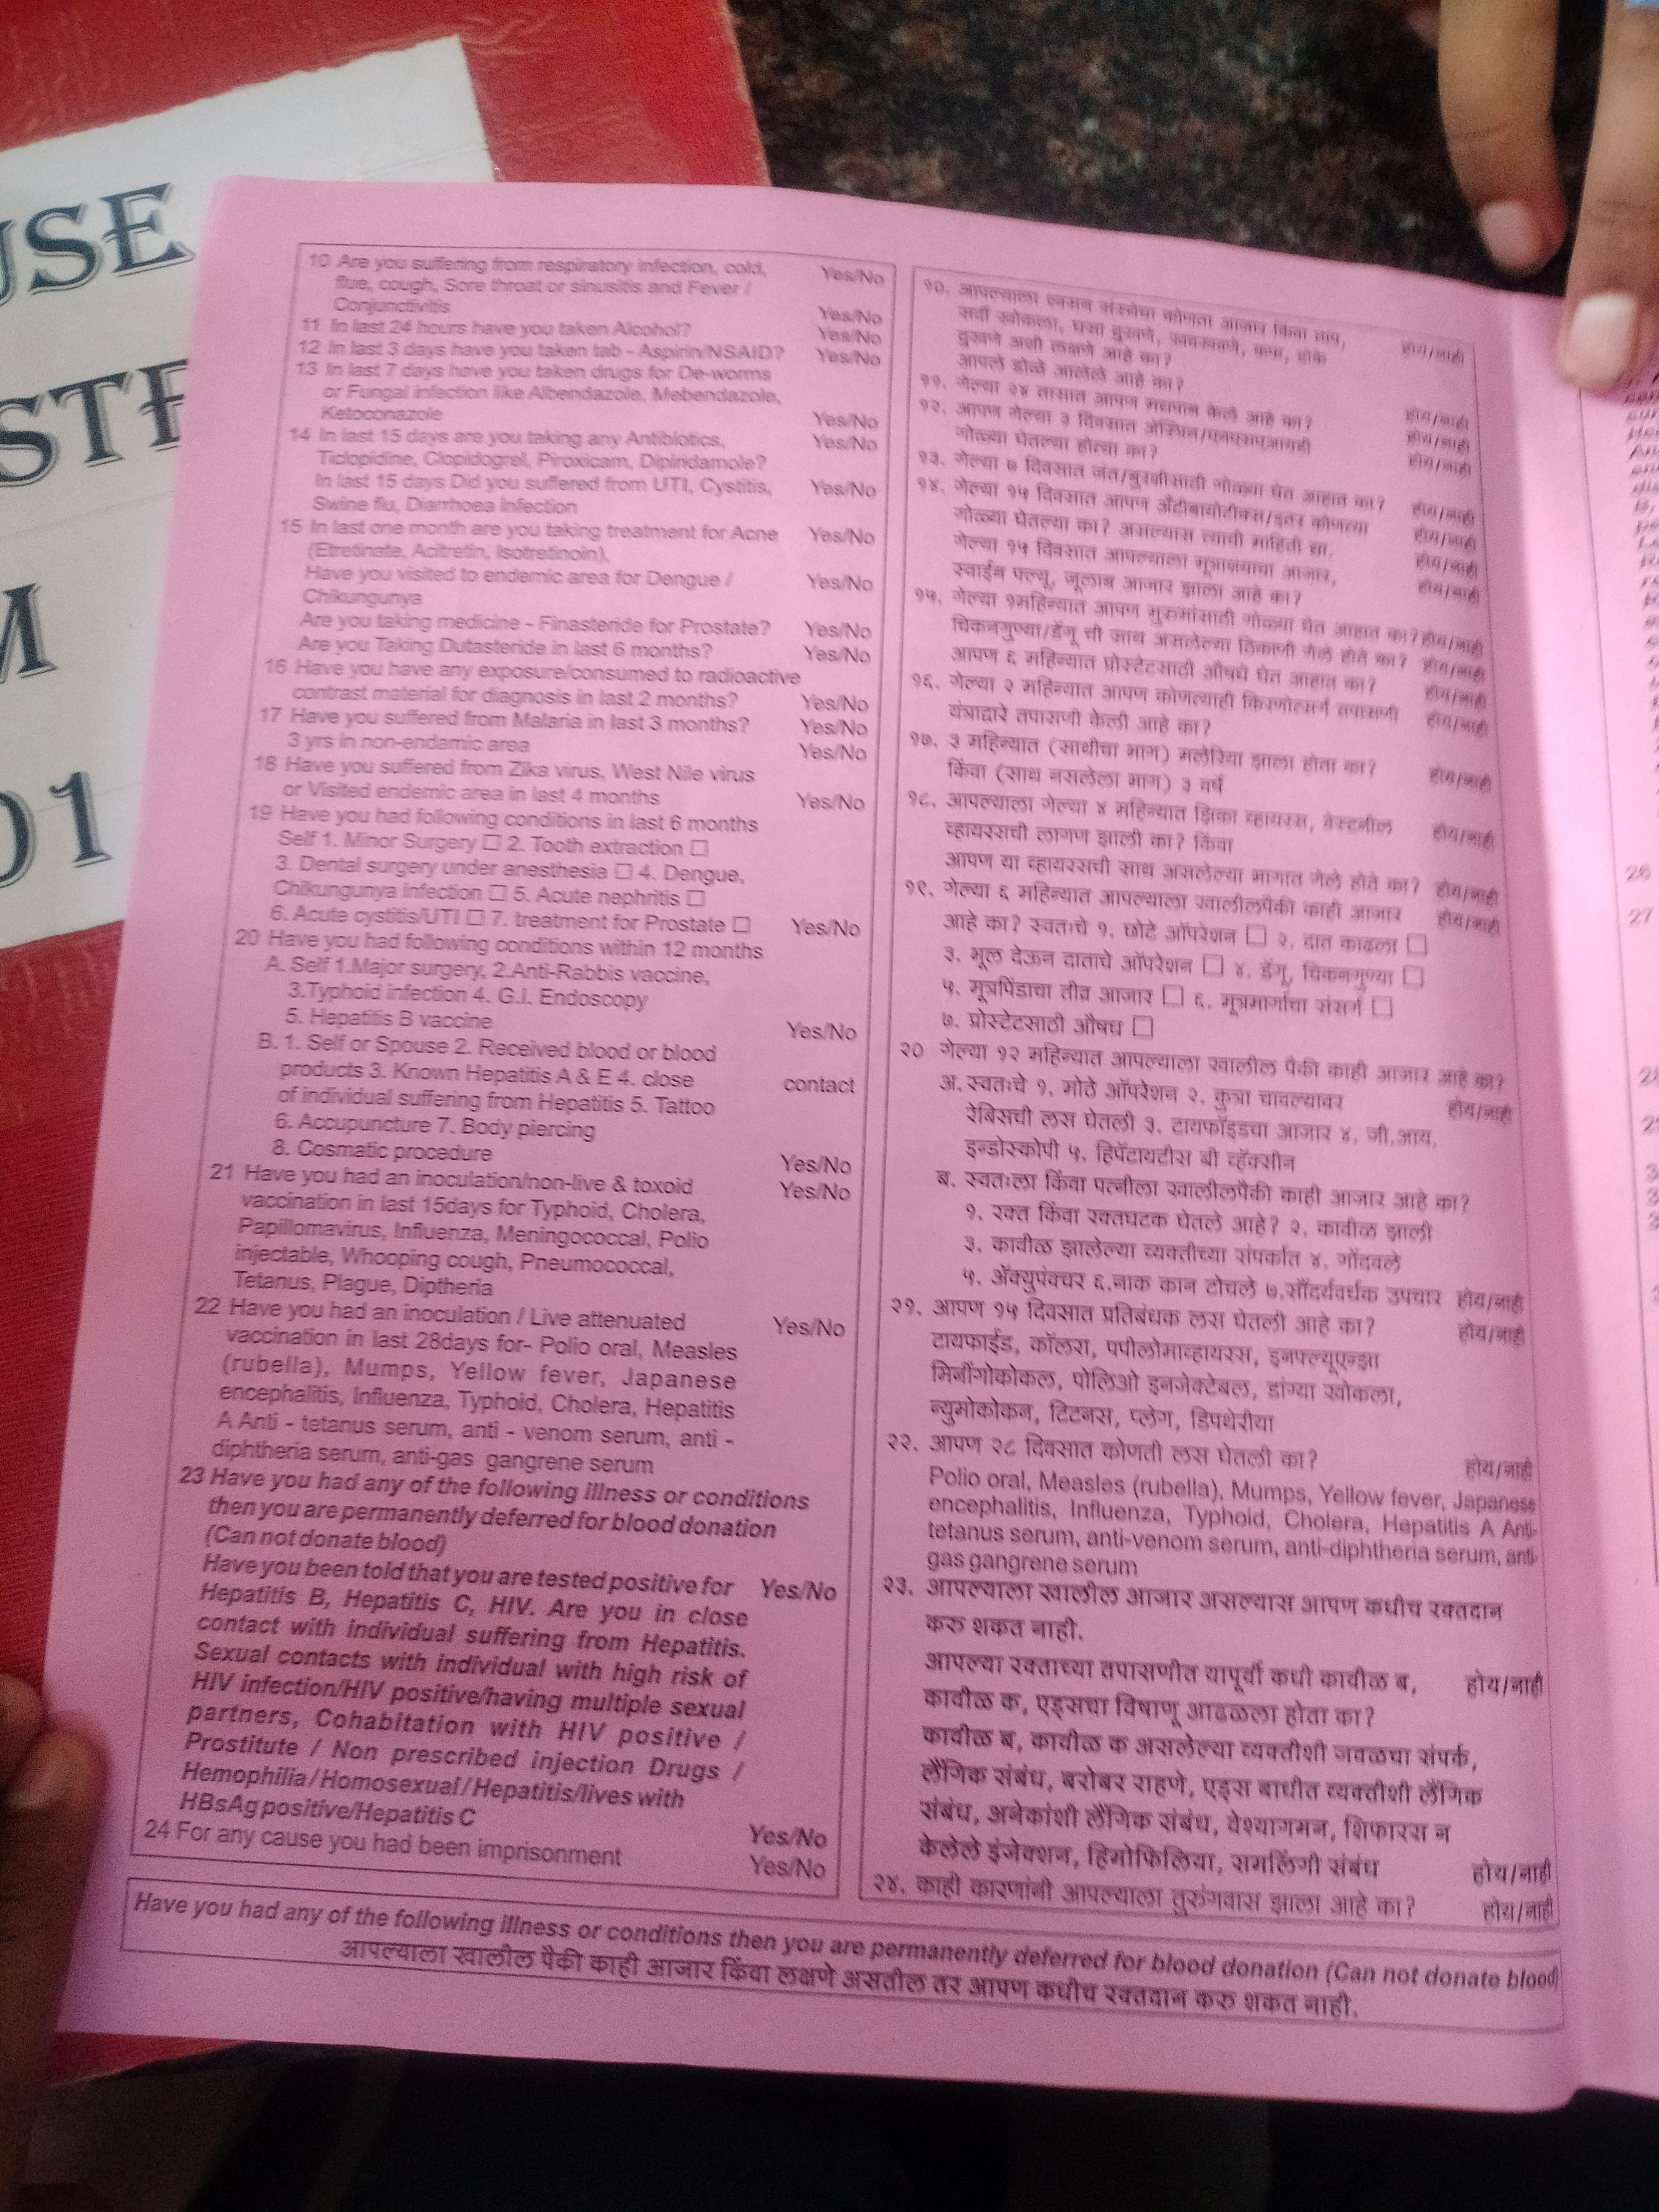 USE
STE
M
01
10 Are you suffering from respiratory infection, cold, Yes/No
flue, cough, Sore throat or sinusitis and Fever /
Conjunctivitis Yes/No
11 In last 24 hours have you taken Alcohol? Yes/No
12 In last 3 days have you taken tab - Aspirin/NSAID? Yes/No
13 In last 7 days have you taken drugs for De-worms
or Fungal infection like Albendazole, Mebendazole,
Ketoconazole Yes/No
14 In last 15 days are you taking any Antibiotics, Yes/No
Ticlopidine, Clopidogrel, Piroxicam, Dipiridamole?
In last 15 days Did you suffered from UTI, Cystitis, Yes/No
Swine flu, Diarrhoea infection
15 In last one month are you taking treatment for Acne Yes/No
(Etretinate, Acitretin, Isotretinoin),
Have you visited to endemic area for Dengue / Yes/No
Chikungunya
Are you taking medicine - Finasteride for Prostate? Yes/No
Are you Taking Dutasteride in last 6 months? Yes/No
16 Have you have any exposure/consumed to radioactive
contrast material for diagnosis in last 2 months? Yes/No
17 Have you suffered from Malaria in last 3 months? Yes/No
3 yrs in non-endamic area Yes/No
18 Have you suffered from Zika virus, West Nile virus
or Visited endemic area in last 4 months Yes/No
19 Have you had following conditions in last 6 months
Self 1. Minor Surgery ☐ 2. Tooth extraction ☐
3. Dental surgery under anesthesia ☐ 4. Dengue,
Chikungunya infection ☐ 5. Acute nephritis ☐
6. Acute cystitis/UTI ☐ 7. treatment for Prostate ☐ Yes/No
20 Have you had following conditions within 12 months
A. Self 1.Major surgery, 2.Anti-Rabbis vaccine,
3.Typhoid infection 4. G.I. Endoscopy
5. Hepatitis B vaccine Yes/No
B. 1. Self or Spouse 2. Received blood or blood
products 3. Known Hepatitis A & E 4. close contact
of individual suffering from Hepatitis 5. Tattoo
6. Accupuncture 7. Body piercing
8. Cosmatic procedure Yes/No
21 Have you had an inoculation/non-live & toxoid Yes/No
vaccination in last 15days for Typhoid, Cholera,
Papillomavirus, Influenza, Meningococcal, Polio
injectable, Whooping cough, Pneumococcal,
Tetanus, Plague, Diptheria
22 Have you had an inoculation / Live attenuated Yes/No
vaccination in last 28days for- Polio oral, Measles
(rubella), Mumps, Yellow fever, Japanese
encephalitis, Influenza, Typhoid, Cholera, Hepatitis
A Anti - tetanus serum, anti - venom serum, anti -
diphtheria serum, anti-gas gangrene serum
23 Have you had any of the following illness or conditions
then you are permanently deferred for blood donation
(Can not donate blood)
Have you been told that you are tested positive for Yes/No
Hepatitis B, Hepatitis C, HIV. Are you in close
contact with individual suffering from Hepatitis.
Sexual contacts with individual with high risk of
HIV infection/HIV positive/having multiple sexual
partners, Cohabitation with HIV positive /
Prostitute / Non prescribed injection Drugs /
Hemophilia/Homosexual/Hepatitis/lives with
HBsAg positive/Hepatitis C Yes/No
24 For any cause you had been imprisonment Yes/No
१०. आपल्याला श्वसन संस्थेचा कोणता आजार किंवा ताप, होय/नाही
सर्दी खोकला, घसा दुखणे, कफ, डोके
दुखणे अशी लक्षणे आहे का?
आपले डोळे आलेले आहे का? होय/नाही
११. गेल्या २४ तासात आपण मद्यपान केले आहे का? होय/नाही
१२. आपण गेल्या ३ दिवसात अॅस्प्रिन/एनएसएआयडी होय/नाही
गोळ्या घेतल्या होत्या का?
१३. गेल्या ७ दिवसात जंत/बुरशीसाठी गोळ्या घेत आहात का? होय/नाही
१४. गेल्या १५ दिवसात आपण अँटीबायोटीक्स/इतर कोणत्या होय/नाही
गोळ्या घेतल्या का? असल्यास त्याची माहिती द्या,
गेल्या १५ दिवसात आपल्याला मूत्राशयाचा आजार, होय/नाही
स्वाईन फ्ल्यू, जूलाब आजार झाला आहे का? होय/नाही
१५. गेल्या १महिन्यात आपण मुरुमांसाठी गोळ्या घेत आहात का? होय/नाही
चिकनगुण्या/डेंगू ची साथ असलेल्या ठिकाणी गेले होते का? होय/नाही
आपण ६ महिन्यात प्रोस्टेटसाठी औषधे घेत आहात का? होय/नाही
१६. गेल्या २ महिन्यात आपण कोणत्याही किरणोत्सर्ग तपासणी होय/नाही
यंत्राद्वारे तपासणी केली आहे का?
१७. ३ महिन्यात (साथीचा भाग) मलेरिया झाला होता का? होय/नाही
किंवा (साथ नसलेला भाग) ३ वर्षे
१८. आपल्याला गेल्या ४ महिन्यात झिका व्हायरस, वेस्टनील होय/नाही
व्हायरसची लागण झाली का? किंवा
आपण या व्हायरसची साथ असलेल्या भागात गेले होते का? होय/नाही
१९. गेल्या ६ महिन्यात आपल्याला खालीलपैकी काही आजार होय/नाही
आहे का? स्वतःचे १. छोटे ऑपरेशन ☐ २. दात काढला ☐
३. भूल देऊन दाताचे ऑपरेशन ☐ ४. डेंगू, चिकनगुण्या ☐
५. मूत्रपिंडाचा तीव्र आजार ☐ ६. मूत्रमार्गाचा संसर्ग ☐
७. प्रोस्टेटसाठी औषध ☐
२० गेल्या १२ महिन्यात आपल्याला खालील पैकी काही आजार आहे का?
अ. स्वतःचे १. मोठे ऑपरेशन २. कुत्रा चावल्यावर होय/नाही
रेबिसची लस घेतली ३. टायफॉइडचा आजार ४. जी.आय.
इन्डोस्कोपी ५. हिपॅटायटीस बी व्हॅक्सीन
ब. स्वतःला किंवा पत्नीला खालीलपैकी काही आजार आहे का?
१. रक्त किंवा रक्तघटक घेतले आहे? २. कावीळ झाली
३. कावीळ झालेल्या व्यक्तीच्या संपर्कात ४. गोंदवले
५. अ‍ॅक्युपंक्चर ६.नाक कान टोचले ७.सौंदर्यवर्धक उपचार होय/नाही
२१. आपण १५ दिवसात प्रतिबंधक लस घेतली आहे का? होय/नाही
टायफाईड, कॉलरा, पपीलोमाव्हायरस, इनफ्ल्यूएन्झा
मिनींगोकोकल, पोलिओ इनजेक्टेबल, डांग्या खोकला,
न्युमोकोकन, टिटनस, प्लेग, डिपथेरीया
२२. आपण २८ दिवसात कोणती लस घेतली का? होय/नाही
Polio oral, Measles (rubella), Mumps, Yellow fever, Japanese
encephalitis, Influenza, Typhoid, Cholera, Hepatitis A Anti-
tetanus serum, anti-venom serum, anti-diphtheria serum, anti-
gas gangrene serum
२३. आपल्याला खालील आजार असल्यास आपण कधीच रक्तदान
करु शकत नाही.
आपल्या रक्ताच्या तपासणीत यापूर्वी कधी कावीळ ब, होय/नाही
कावीळ क, एड्सचा विषाणू आढळला होता का?
कावीळ ब, कावीळ क असलेल्या व्यक्तीशी जवळचा संपर्क,
लैंगिक संबंध, बरोबर राहणे, एड्स बाधीत व्यक्तीशी लैंगिक
संबंध, अनेकांशी लैंगिक संबंध, वेश्यागमन, शिफारस न
केलेले इंजेक्शन, हिमोफिलिया, समलिंगी संबंध होय/नाही
२४. काही कारणांनी आपल्याला तुरुंगवास झाला आहे का? होय/नाही
Have you had any of the following illness or conditions then you are permanently deferred for blood donation (Can not donate blood)
आपल्याला खालील पैकी काही आजार किंवा लक्षणे असतील तर आपण कधीच रक्तदान करु शकत नाही.
26
27